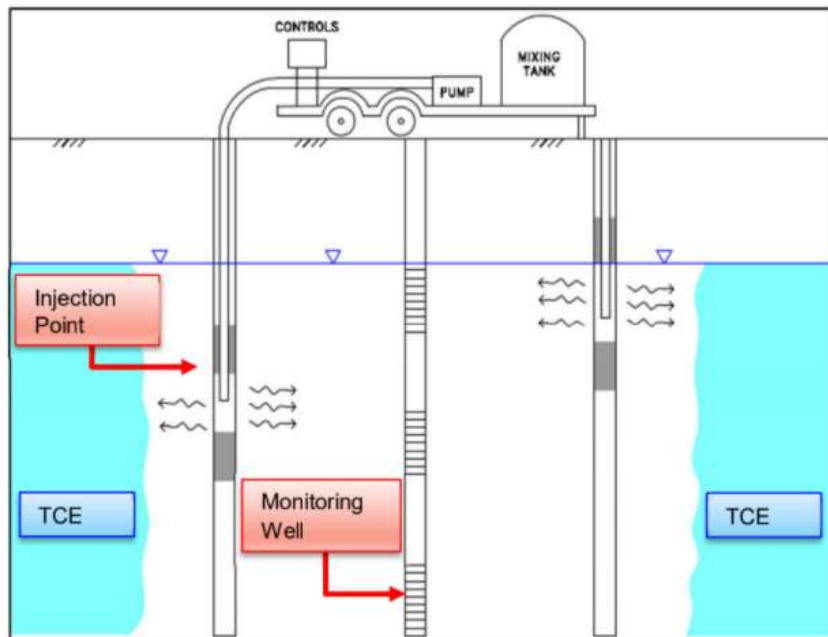 CONTROLS
MIXING
TANK
PUMP
Injection
Point
Monitoring
Well
TCE
TCE